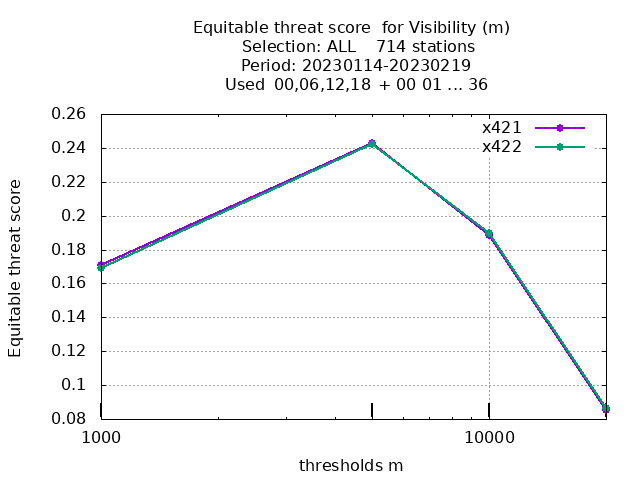 Equitable threat score  for Visibility (m)
Selection: ALL    714 stations
Period: 20230114-20230219
Used  00,06,12,18  + 00 01 ... 36
x421
x422
Equitable threat score
0.26
0.24
0.22
0.2
0.18
0.16
0.14
0.12
0.1
0.08
1000
10000
thresholds m